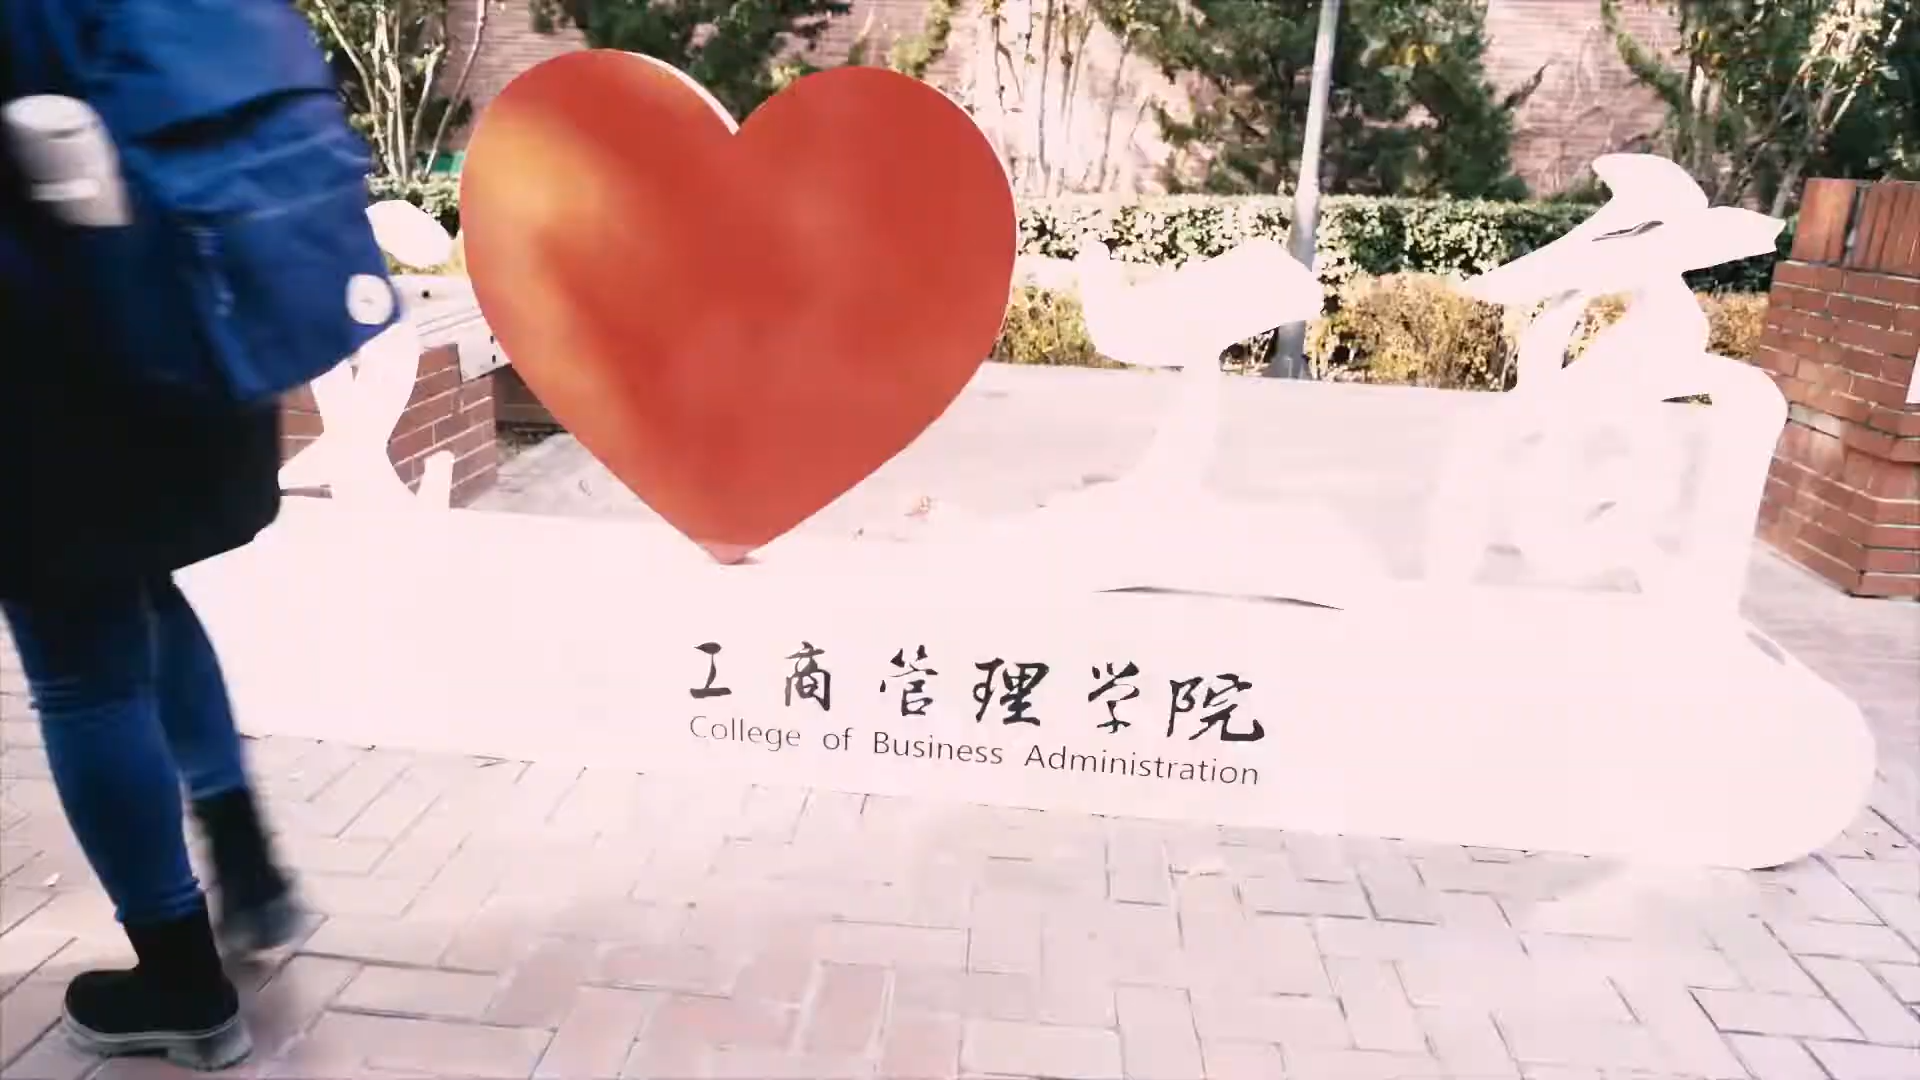 工商管理学院
College of Business Administration